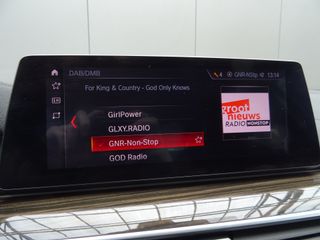 DAB/DMB
GNR-NStp
13:14
For King & Country - God Only Knows
GirlPower
GLXY.RADIO
GNR-Non-Stop
GOD Radio
groot
nieuws
RADIO NONSTOP